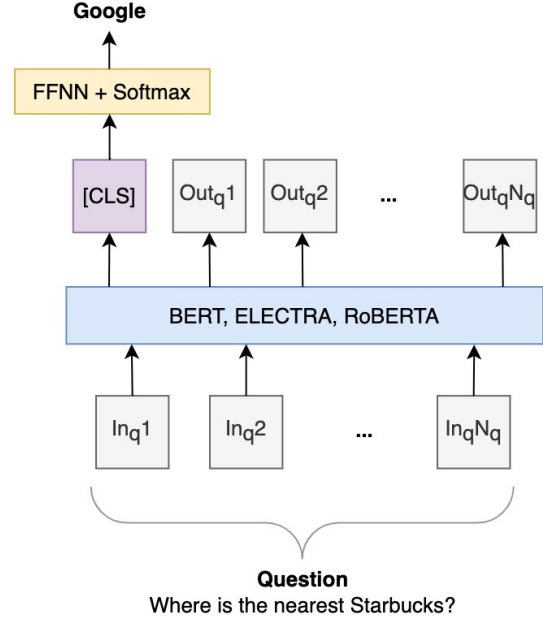 Google
FFNN + Softmax
[CLS] Outq1 Outq2 ... OutqNq
BERT, ELECTRA, RoBERTA
Inq1 Inq2 ... InqNq
Question
Where is the nearest Starbucks?